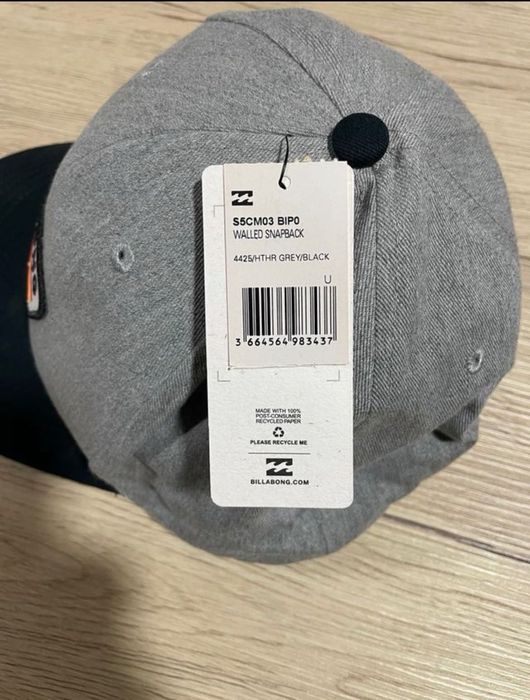 S5CM03 BIP0
WALLED SNAPBACK
4425/HTHR GREY/BLACK
U
3 664564 983437
MADE WITH 100%
POST-CONSUMER
RECYCLED PAPER
PLEASE RECYCLE ME
BILLABONG.COM